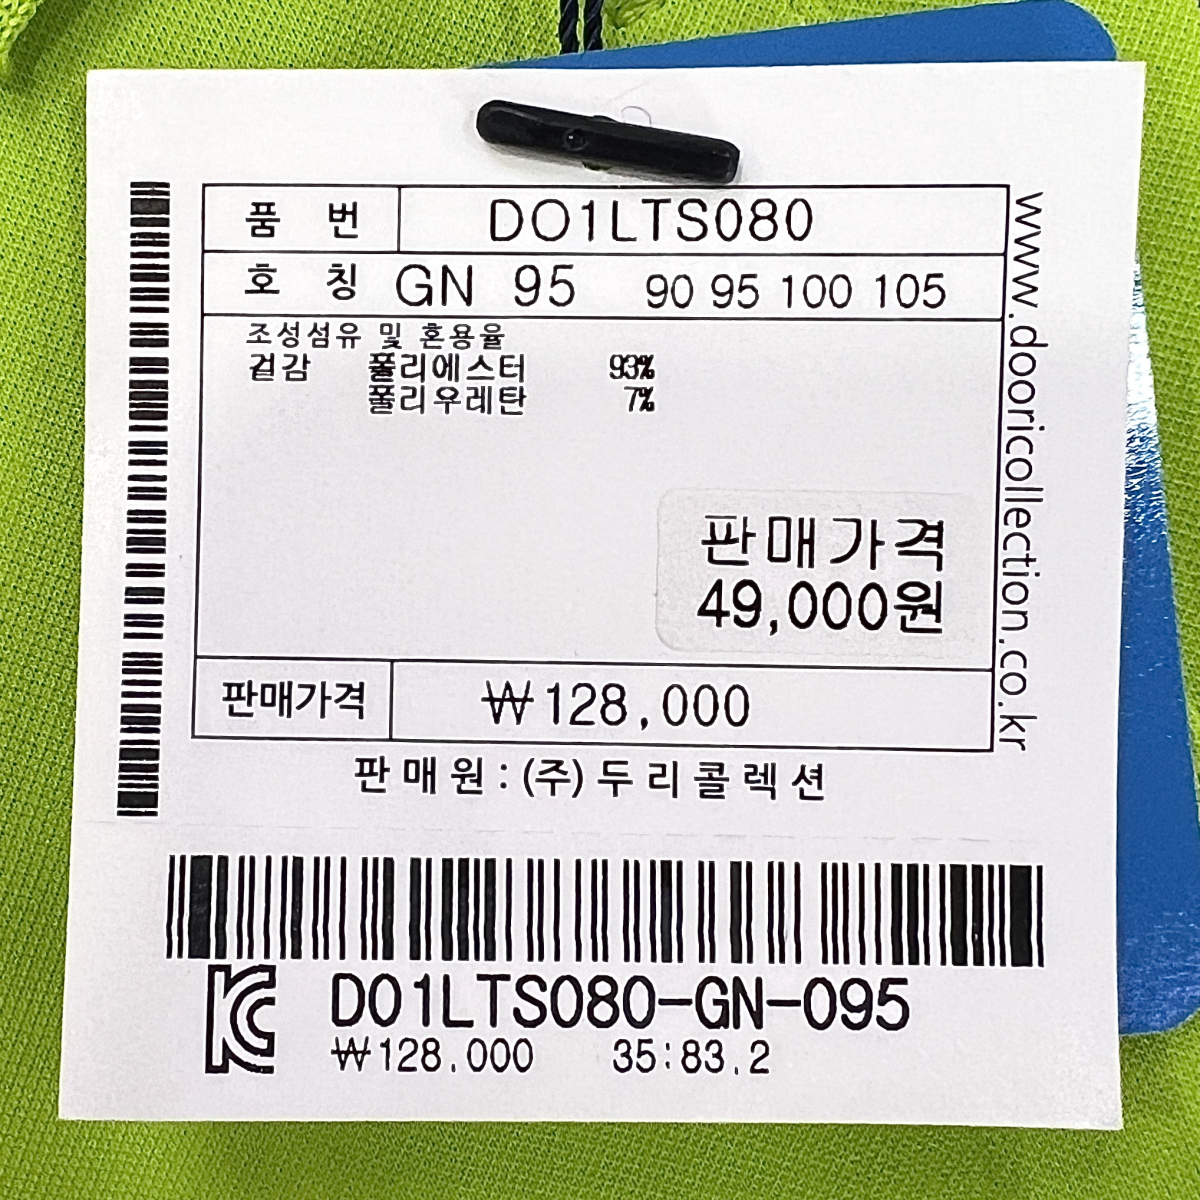 품 번 DO1LTS080
호 칭 GN 95 90 95 100 105
조성섬유 및 혼용율
겉감 폴리에스터 93%
폴리우레탄 7%
판매가격
49,000원
판매가격 ₩128,000
판매원:(주)두리콜렉션
www.dooricollection.co.kr
KC DO1LTS080-GN-095
₩128.000 35:83.2